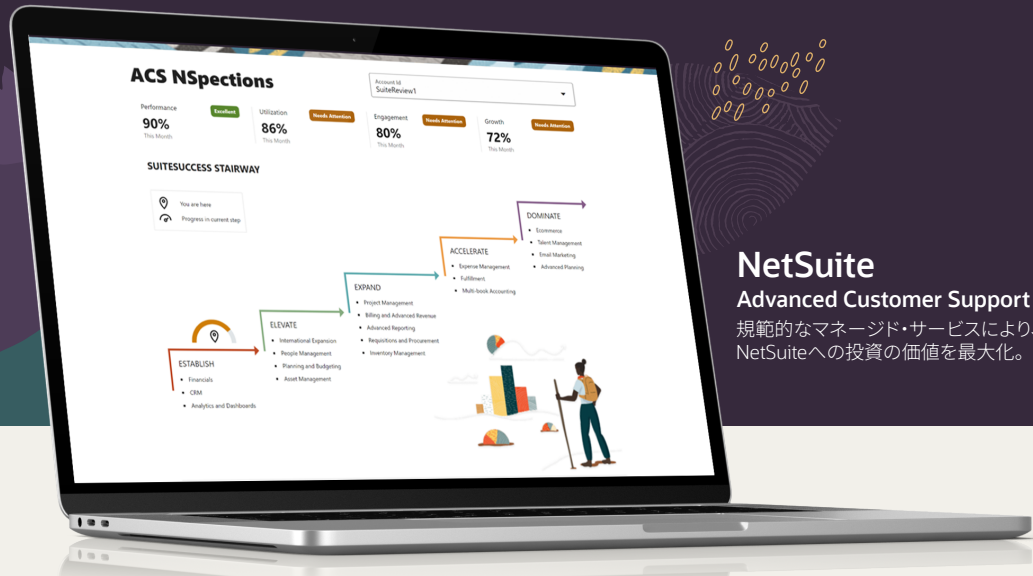 ACS NSpections
Account Id
SuiteReview1
Performance
Excellent
90%
This Month
Utilization
Needs Attention
86%
This Month
Engagement
Needs Attention
80%
This Month
Growth
Needs Attention
72%
This Month
SUITESUCCESS STAIRWAY
You are here
Progress in current step
DOMINATE
• Ecommerce
• Talent Management
• Email Marketing
• Advanced Planning
ACCELERATE
• Expense Management
• Fulfillment
• Multi-book Accounting
EXPAND
• Project Management
• Billing and Advanced Revenue
• Advanced Reporting
• Requisitions and Procurement
• Inventory Management
ELEVATE
• International Expansion
• People Management
• Planning and Budgeting
• Asset Management
ESTABLISH
• Financials
• CRM
• Analytics and Dashboards
NetSuite
Advanced Customer Support
規範的なマネージド・サービスにより、
NetSuiteへの投資の価値を最大化。